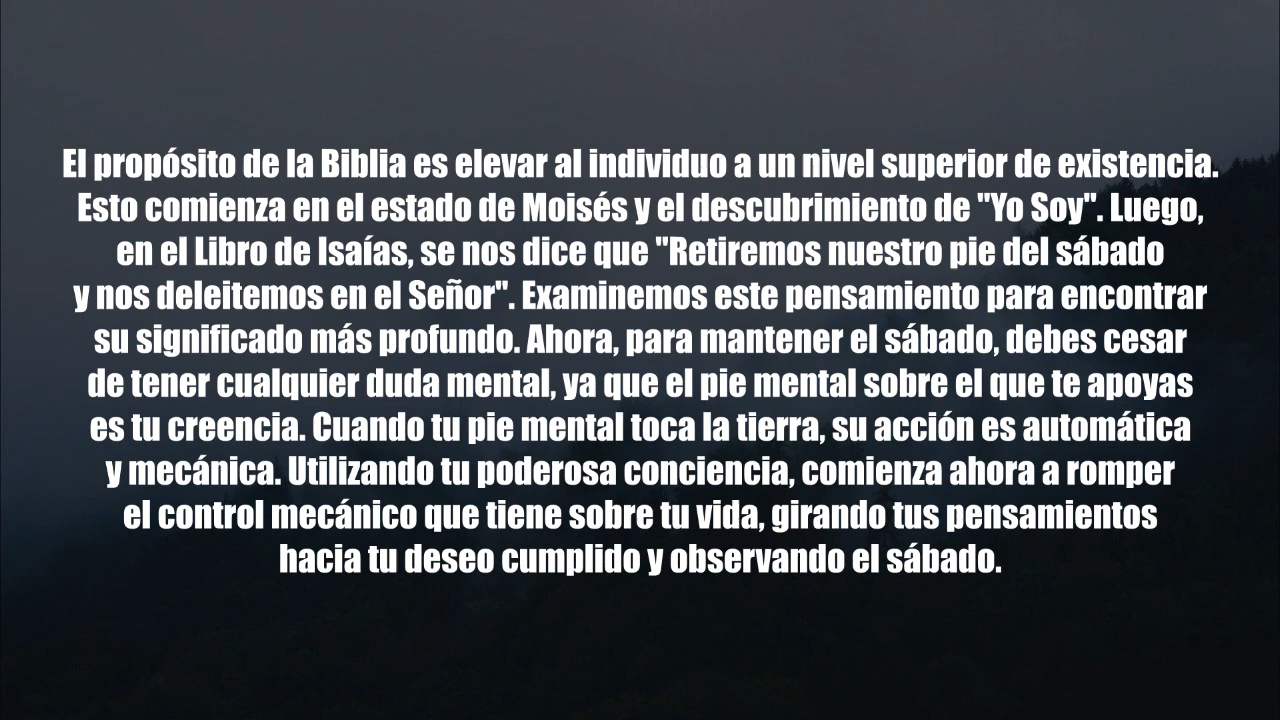 El propósito de la Biblia es elevar al individuo a un nivel superior de existencia.
Esto comienza en el estado de Moisés y el descubrimiento de "Yo Soy". Luego,
en el Libro de Isaías, se nos dice que "Retiremos nuestro pie del sábado
y nos deleitemos en el Señor". Examinemos este pensamiento para encontrar
su significado más profundo. Ahora, para mantener el sábado, debes cesar
de tener cualquier duda mental, ya que el pie mental sobre el que te apoyas
es tu creencia. Cuando tu pie mental toca la tierra, su acción es automática
y mecánica. Utilizando tu poderosa conciencia, comienza ahora a romper
el control mecánico que tiene sobre tu vida, girando tus pensamientos
hacia tu deseo cumplido y observando el sábado.